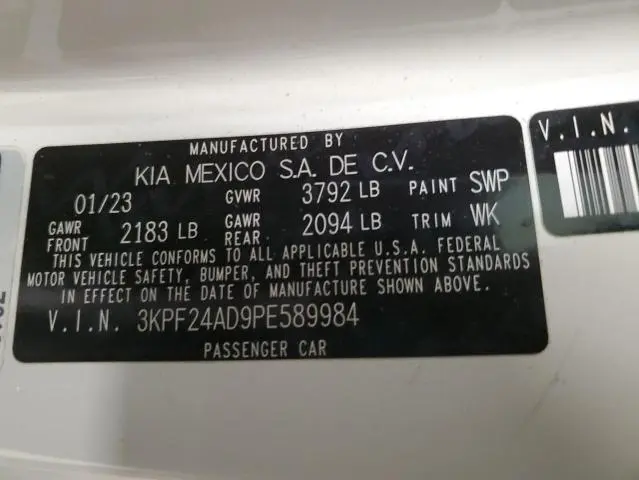 MANUFACTURED BY
KIA MEXICO S.A. DE C.V.
01/23 GVWR 3792 LB PAINT SWP
GAWR FRONT 2183 LB GAWR REAR 2094 LB TRIM WK
THIS VEHICLE CONFORMS TO ALL APPLICABLE U.S.A. FEDERAL
MOTOR VEHICLE SAFETY, BUMPER, AND THEFT PREVENTION STANDARDS
IN EFFECT ON THE DATE OF MANUFACTURE SHOWN ABOVE.
V.I.N. 3KPF24AD9PE589984
PASSENGER CAR
V.I.N.